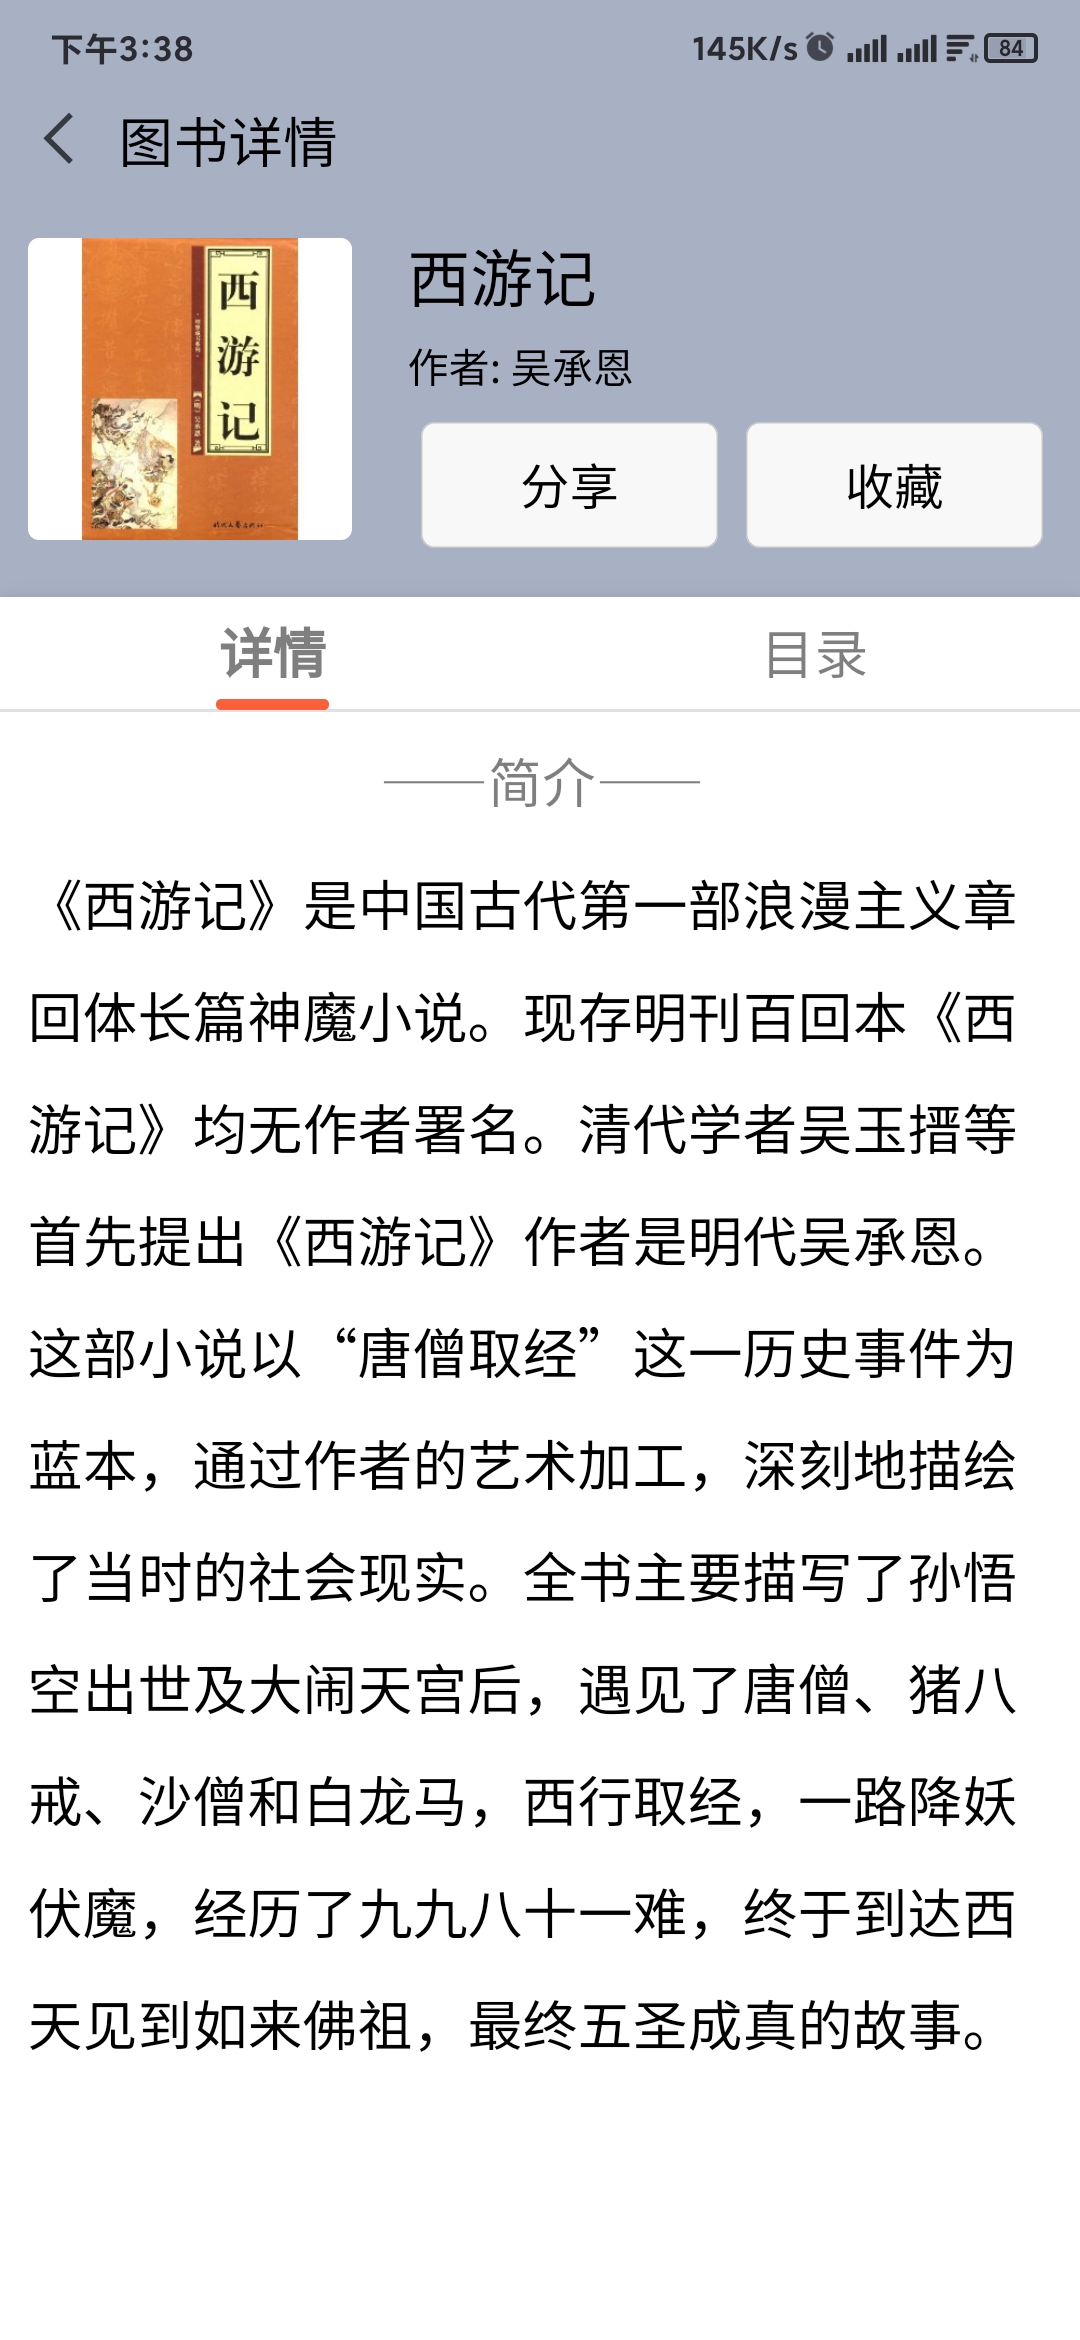 下午3:38
145K/s
84
图书详情
西
游
记
西游记
作者: 吴承恩
分享
收藏
详情
目录
简介
《西游记》是中国古代第一部浪漫主义章
回体长篇神魔小说。现存明刊百回本《西
游记》均无作者署名。清代学者吴玉搢等
首先提出《西游记》作者是明代吴承恩。
这部小说以“唐僧取经”这一历史事件为
蓝本，通过作者的艺术加工，深刻地描绘
了当时的社会现实。全书主要描写了孙悟
空出世及大闹天宫后，遇见了唐僧、猪八
戒、沙僧和白龙马，西行取经，一路降妖
伏魔，经历了九九八十一难，终于到达西
天见到如来佛祖，最终五圣成真的故事。